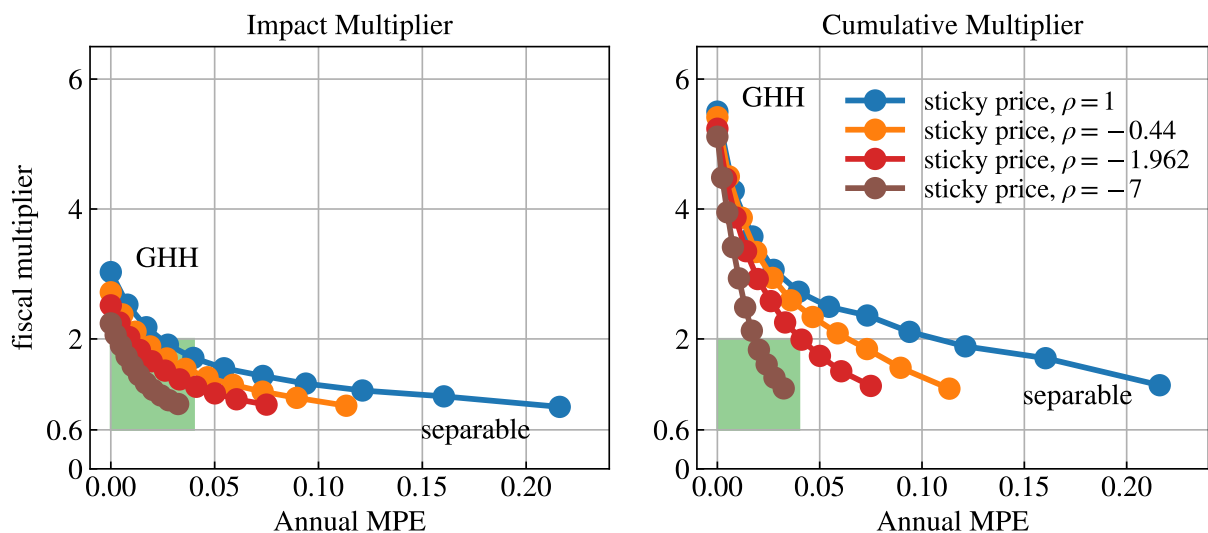 Impact Multiplier
fiscal multiplier
6
4
2
0.6
0
GHH
separable
0.00 0.05 0.10 0.15 0.20
Annual MPE
Cumulative Multiplier
6
4
2
0.6
0
GHH
sticky price, ρ = 1
sticky price, ρ = −0.44
sticky price, ρ = −1.962
sticky price, ρ = −7
separable
0.00 0.05 0.10 0.15 0.20
Annual MPE